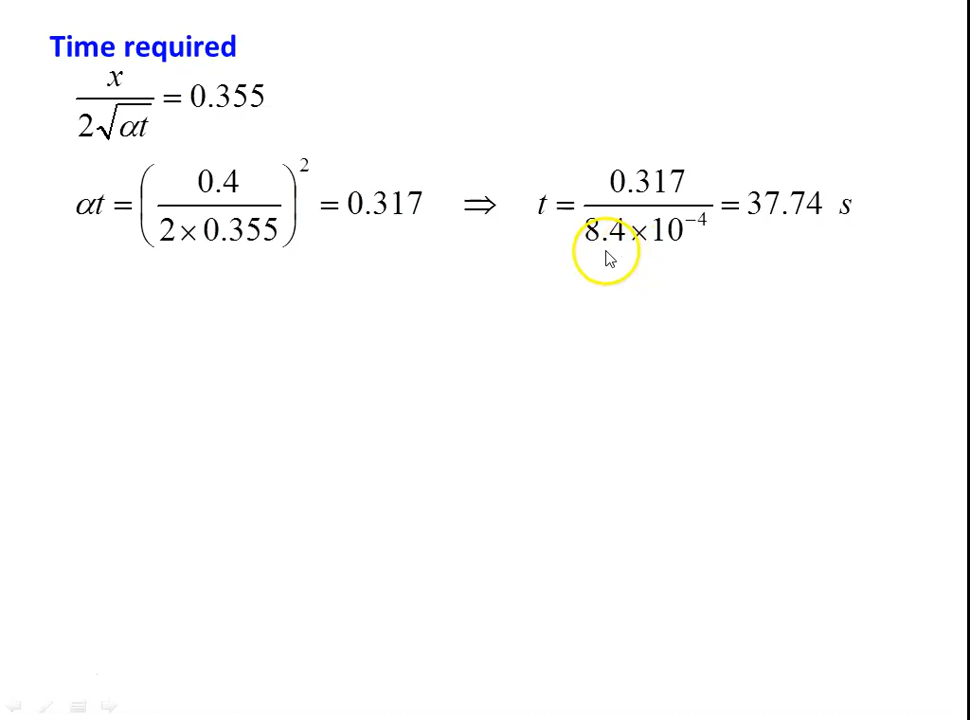 Time required
x / 2√αt = 0.355
αt = (0.4 / 2×0.355)² = 0.317 ⇒ t = 0.317 / 8.4×10⁻⁴ = 37.74 s